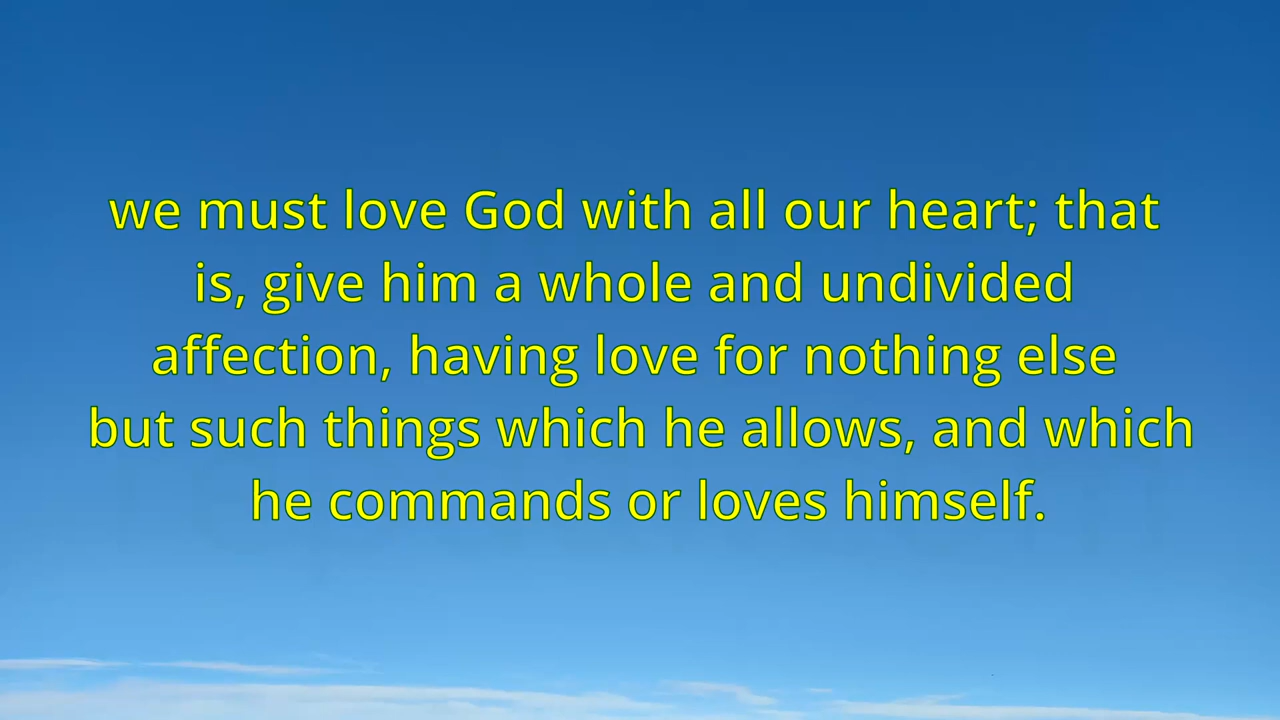 we must love God with all our heart; that
is, give him a whole and undivided
affection, having love for nothing else
but such things which he allows, and which
he commands or loves himself.